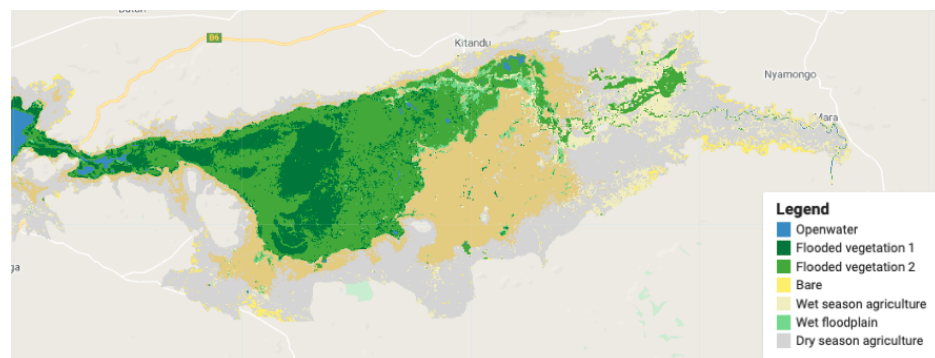 B6
Kitandu
Nyamongo
Mara
ga
Legend
Openwater
Flooded vegetation 1
Flooded vegetation 2
Bare
Wet season agriculture
Wet floodplain
Dry season agriculture